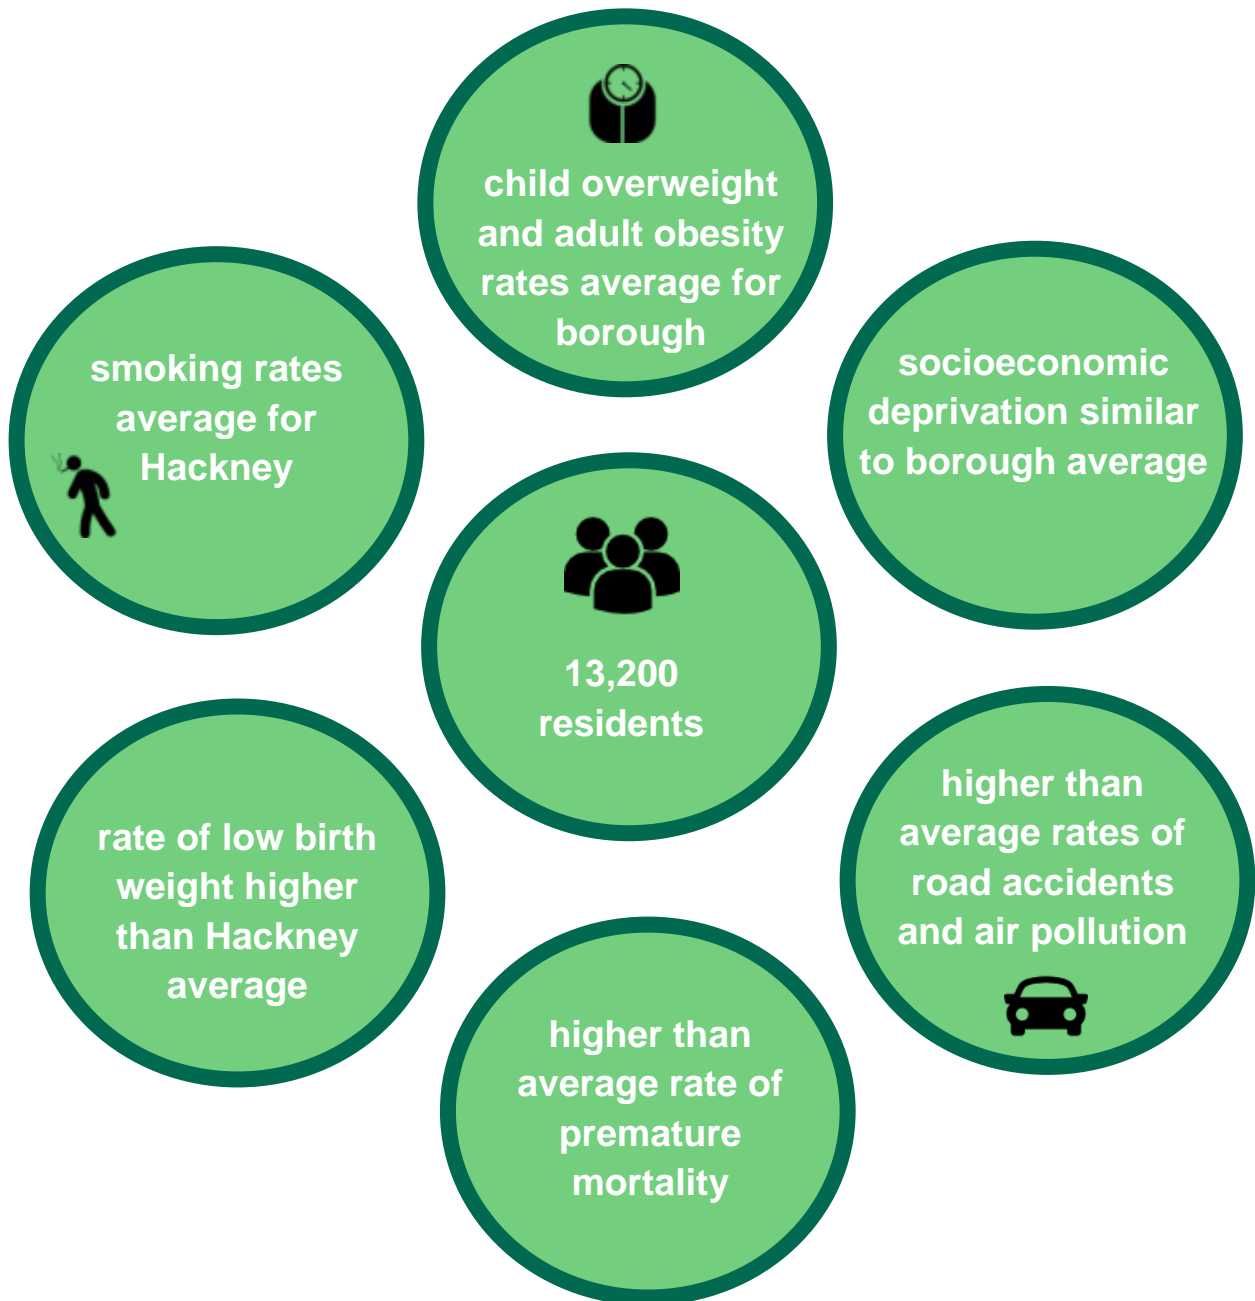 child overweight
and adult obesity
rates average for
borough
smoking rates
average for
Hackney
socioeconomic
deprivation similar
to borough average
13,200
residents
rate of low birth
weight higher
than Hackney
average
higher than
average rates of
road accidents
and air pollution
higher than
average rate of
premature
mortality